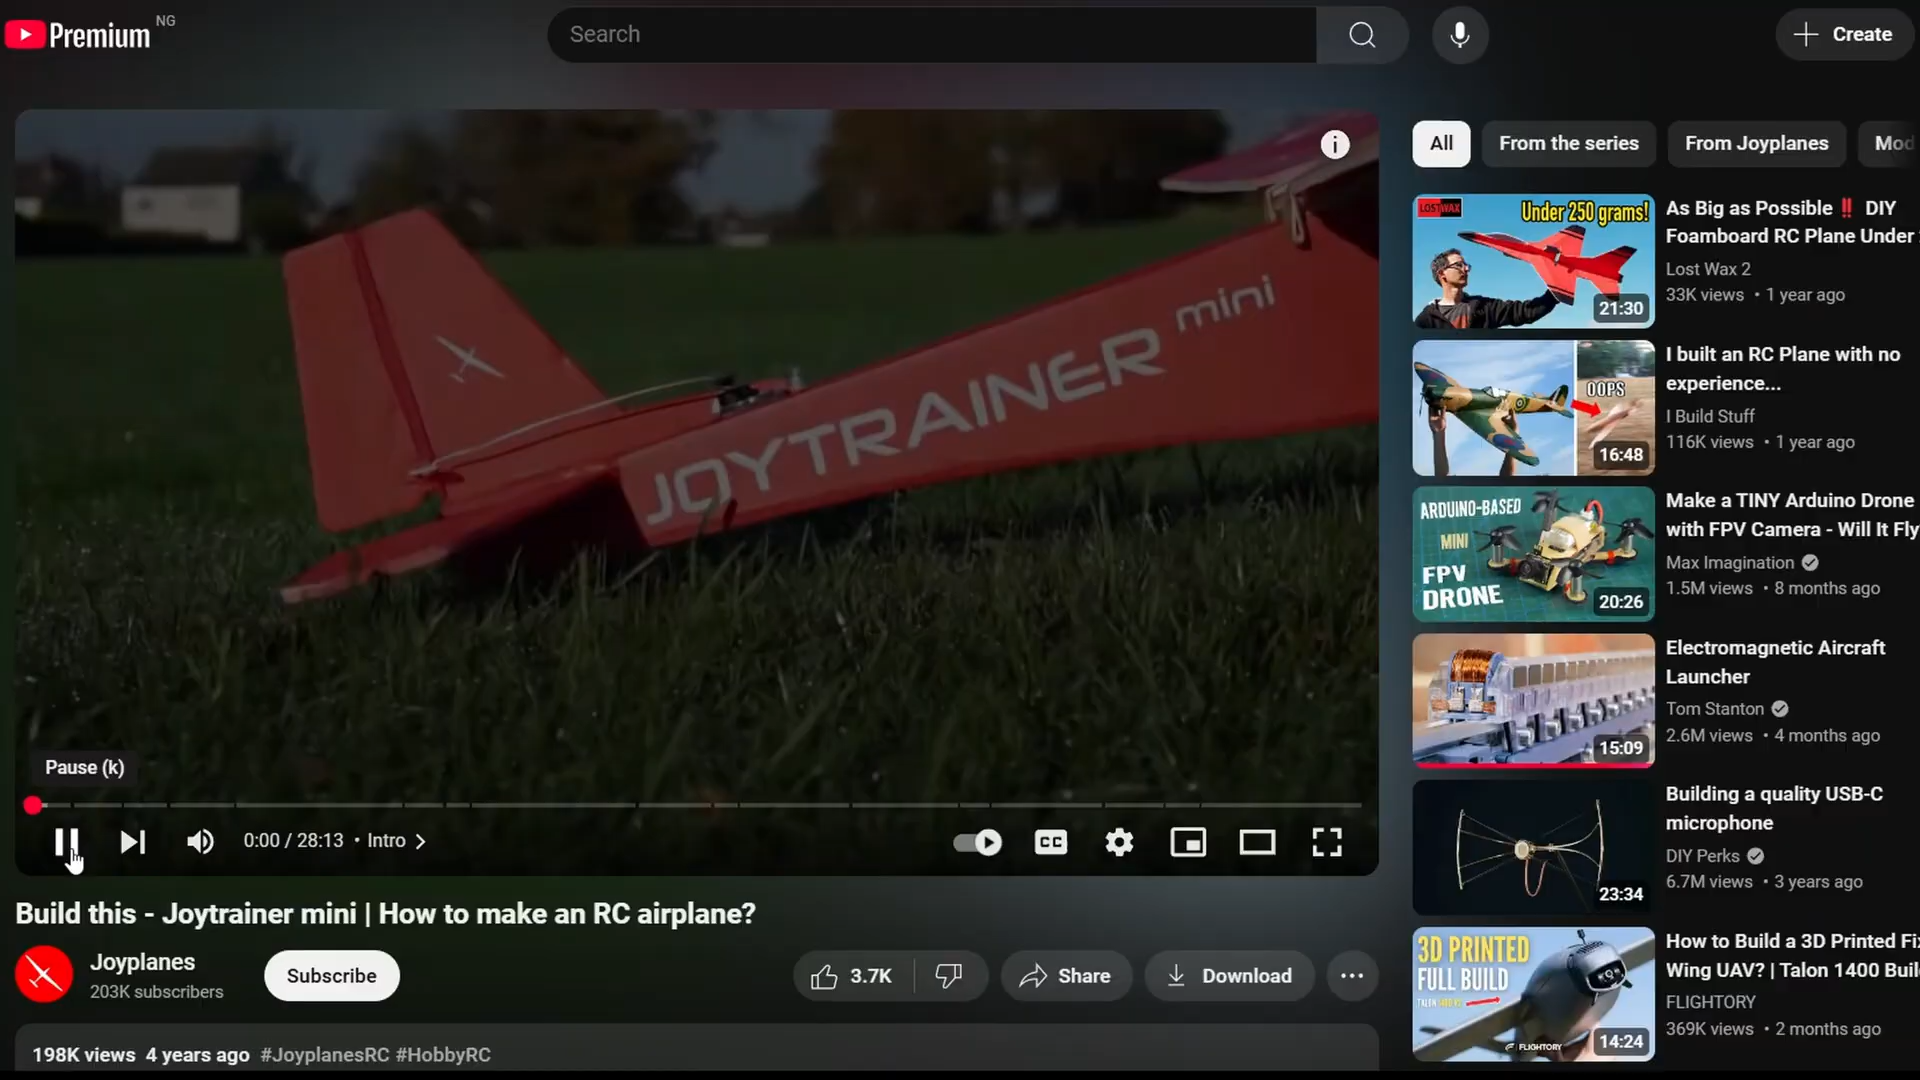 Premium NG
Search
Create
JOYTRAINER mini
Pause (k)
0:00 / 28:13 • Intro
CC
Build this - Joytrainer mini | How to make an RC airplane?
Joyplanes
203K subscribers
Subscribe
3.7K
Share
Download
198K views 4 years ago #JoyplanesRC #HobbyRC
All
From the series
From Joyplanes
LOST WAX
Under 250 grams!
21:30
As Big as Possible ‼️ DIY
Foamboard RC Plane Under
Lost Wax 2
33K views • 1 year ago
OOPS
16:48
I built an RC Plane with no
experience...
I Build Stuff
116K views • 1 year ago
ARDUINO-BASED
MINI
FPV
DRONE
20:26
Make a TINY Arduino Drone
with FPV Camera - Will It Fly
Max Imagination
1.5M views • 8 months ago
15:09
Electromagnetic Aircraft
Launcher
Tom Stanton
2.6M views • 4 months ago
23:34
Building a quality USB-C
microphone
DIY Perks
6.7M views • 3 years ago
3D PRINTED
FULL BUILD
FLIGHTORY
14:24
How to Build a 3D Printed
Wing UAV? | Talon 1400
FLIGHTORY
369K views • 2 months ago